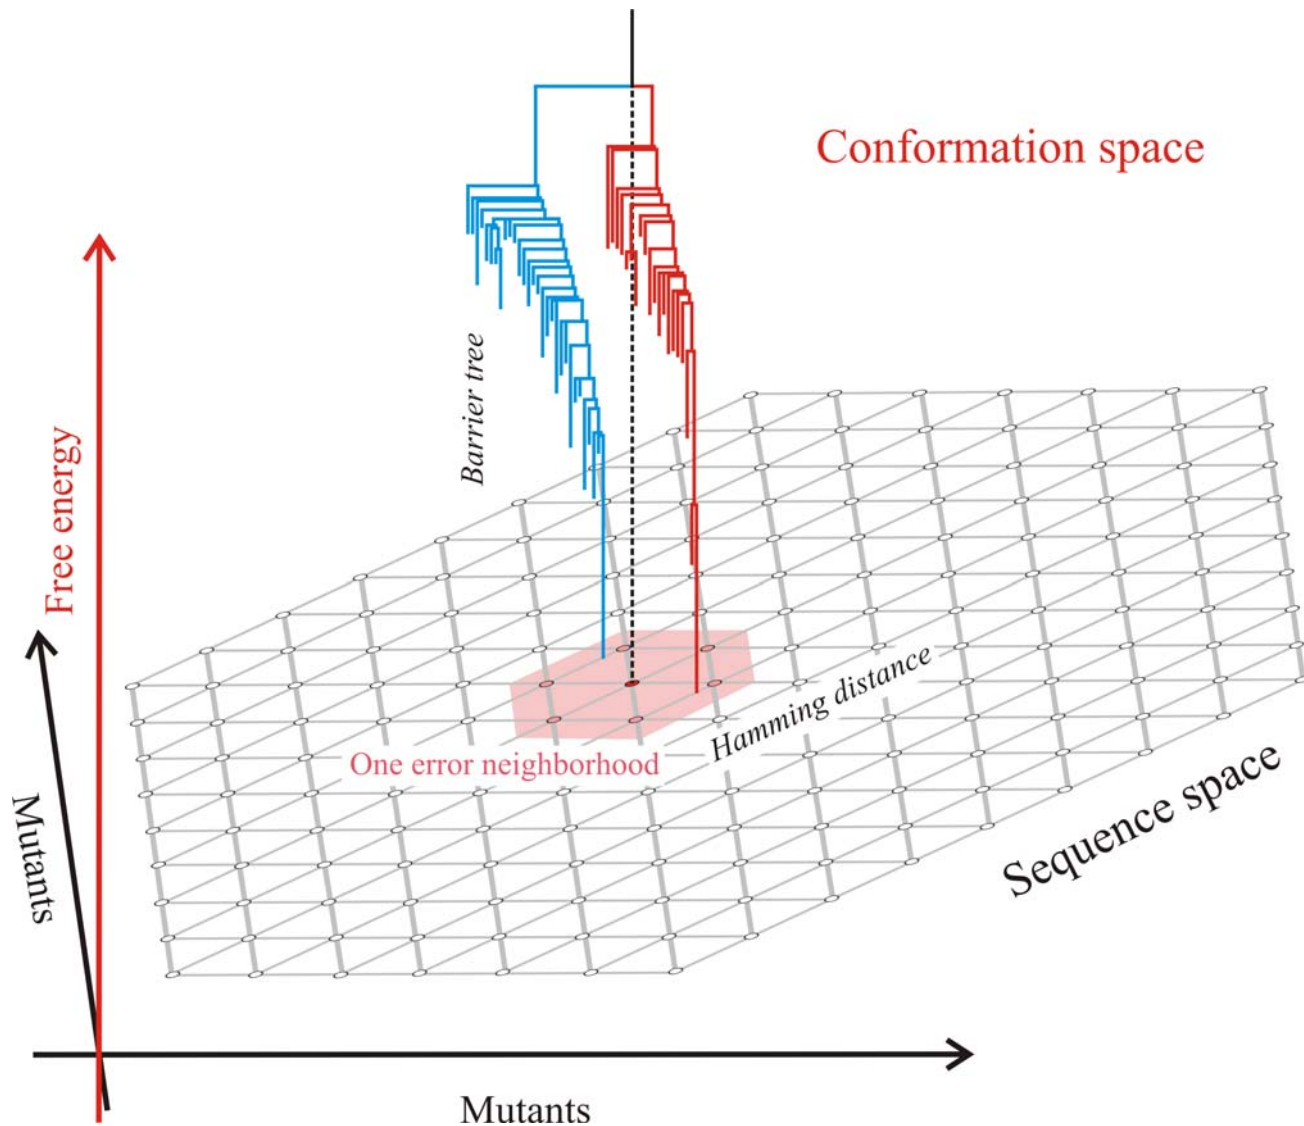 Conformation space
Barrier tree
Free energy
Hamming distance
One error neighborhood
Sequence space
Mutants
Mutants